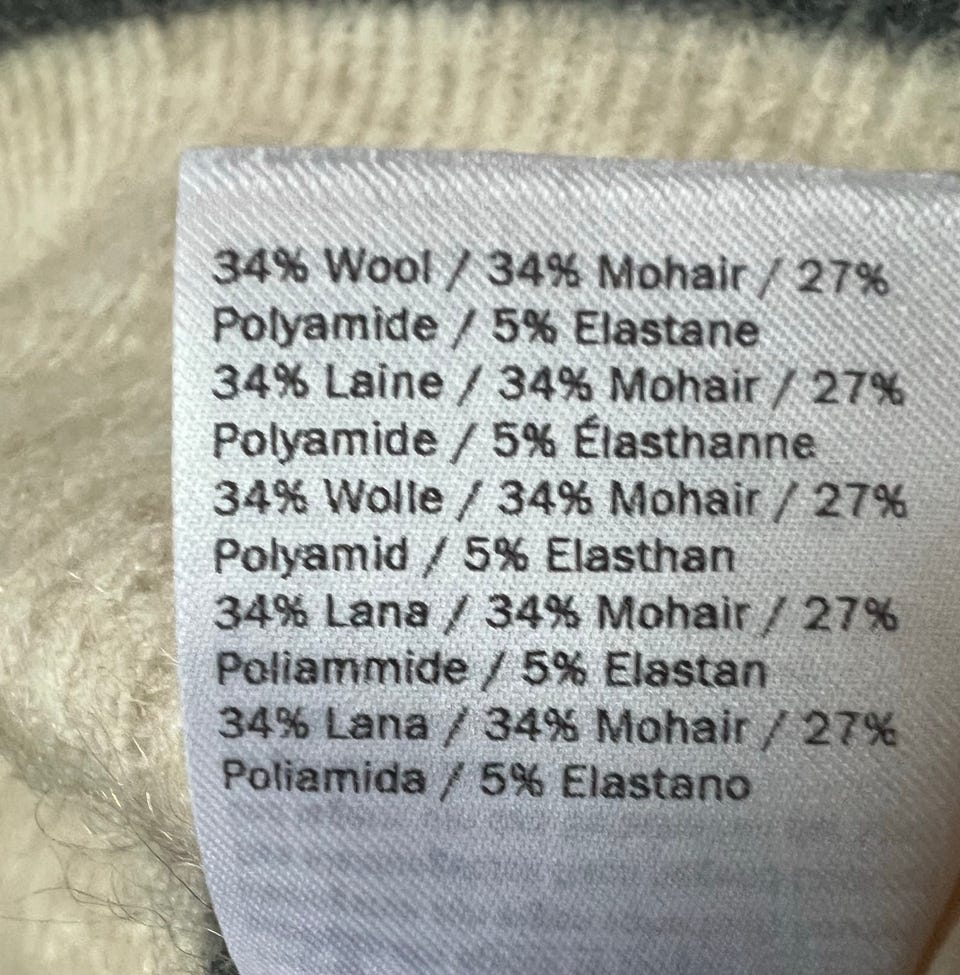 34% Wool / 34% Mohair / 27%
Polyamide / 5% Elastane
34% Laine / 34% Mohair / 27%
Polyamide / 5% Élasthanne
34% Wolle / 34% Mohair / 27%
Polyamid / 5% Elasthan
34% Lana / 34% Mohair / 27%
Poliammide / 5% Elastan
34% Lana / 34% Mohair / 27%
Poliamida / 5% Elastano